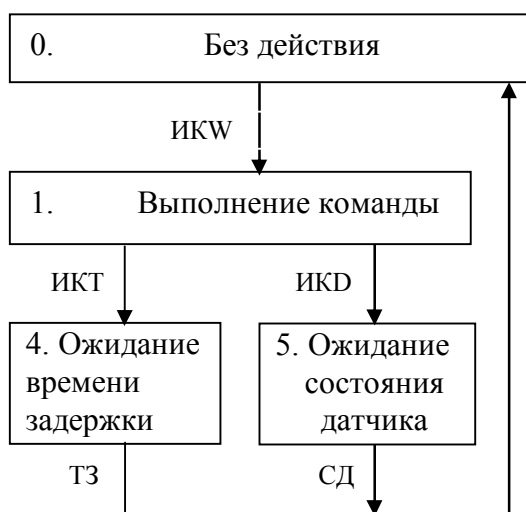 0. Без действия
ИКW
1. Выполнение команды
ИКТ ИКD
4. Ожидание 5. Ожидание
времени состояния
задержки датчика
ТЗ СД